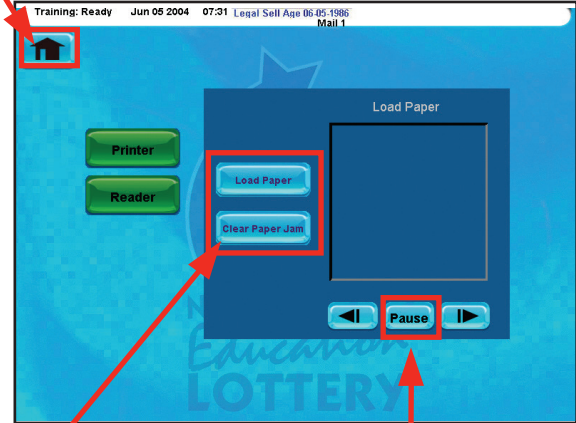 Training: Ready Jun 05 2004 07:31 Legal Sell Age 06-05-1986
Mail 1
Load Paper
Printer
Reader
Load Paper
Clear Paper Jam
Pause
N
Education
LOTTERY